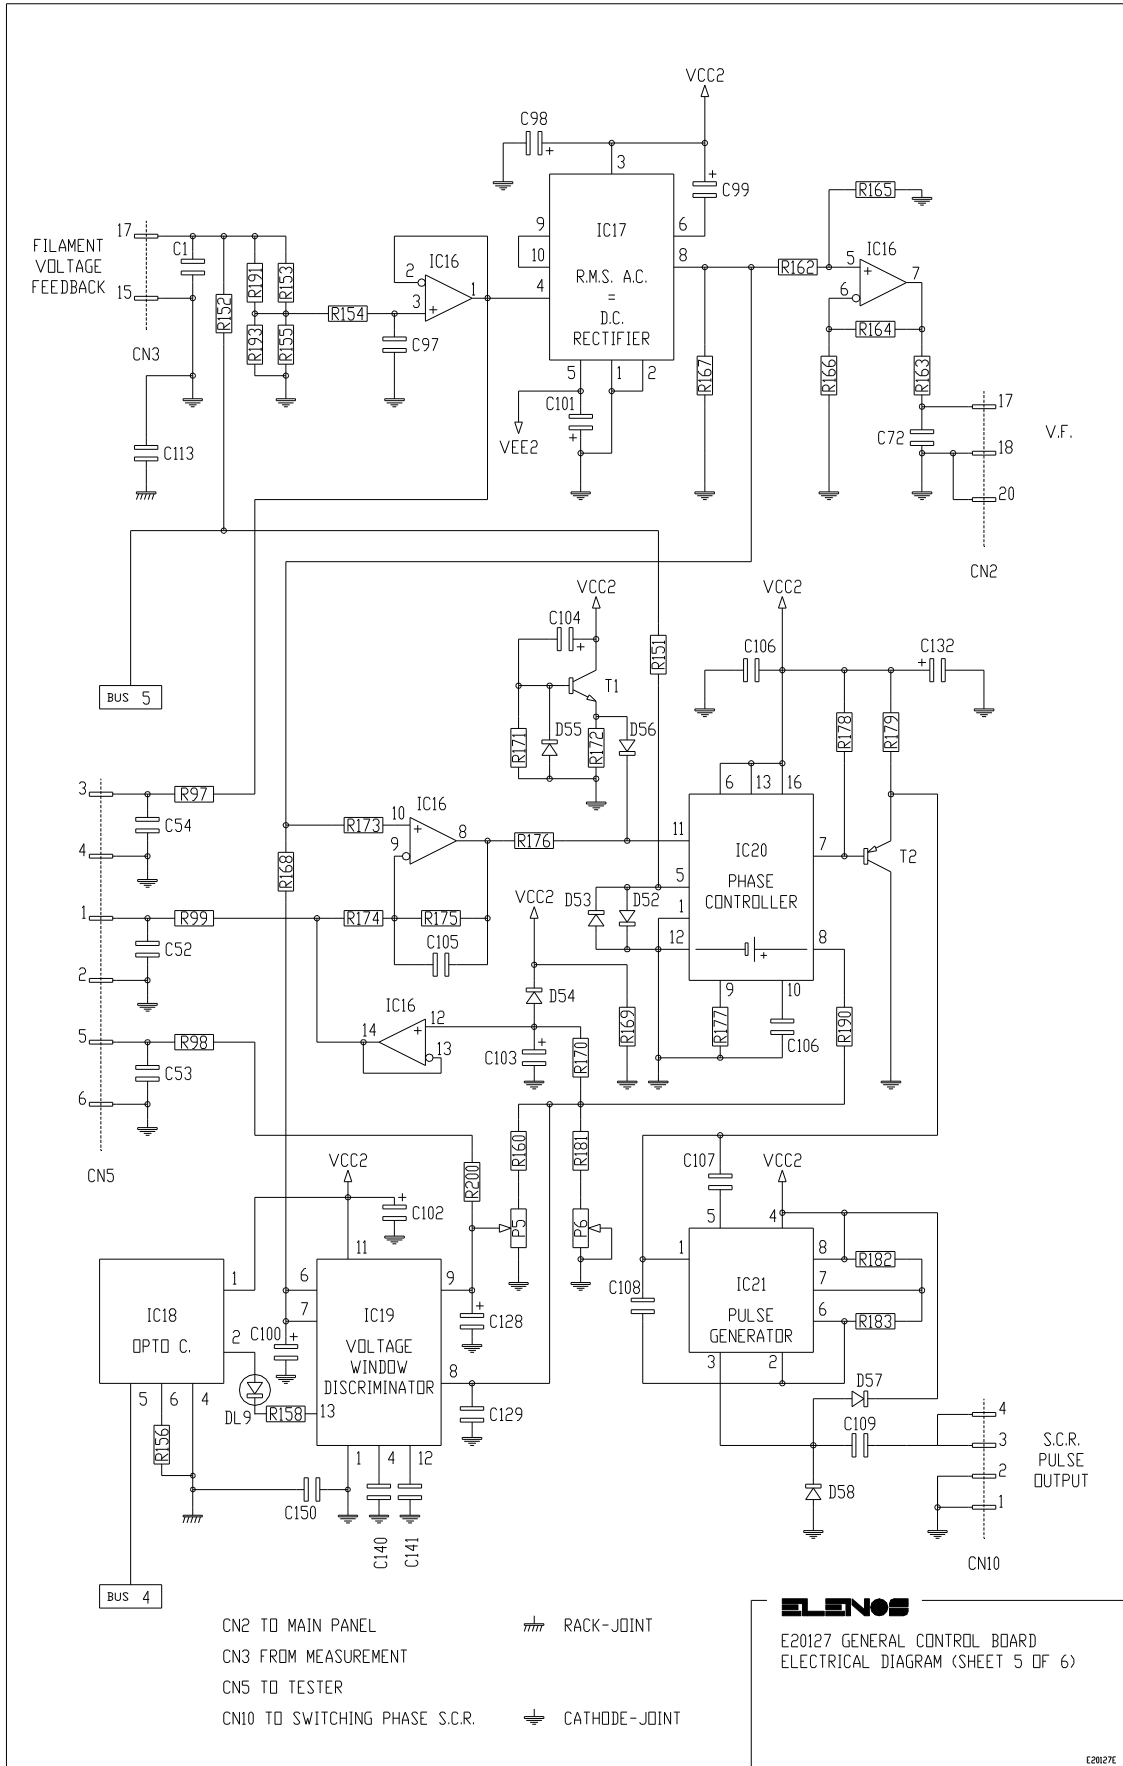 VCC2
C98
3
C99
9
IC17
6
10
R.M.S. A.C.
8
4
=
D.C.
RECTIFIER
5
1
2
C101
VEE2
R165
IC16
R162
5
7
6
R164
R166
R163
R167
C72
17
18
20
V.F.
CN2
FILAMENT
VOLTAGE
FEEDBACK
17
15
CN3
C1
R152
R191
R153
R193
R155
R154
C97
IC16
2
3
1
C113
BUS 5
VCC2
C104
T1
R171
D55
R172
D56
R151
VCC2
C106
C132
R178
R179
6
13
16
11
IC20
7
T2
5
PHASE
CONTROLLER
1
12
8
9
10
R177
C106
R190
D53
D52
3
R97
C54
4
1
R99
C52
2
5
R98
C53
6
CN5
R168
R173
10
IC16
8
9
R176
R174
R175
C105
VCC2
D54
R169
IC16
14
12
13
C103
R170
R160
R181
R200
P5
P6
VCC2
C102
11
6
9
7
IC19
VOLTAGE
WINDOW
DISCRIMINATOR
8
13
1
4
12
C100
C128
C129
1
IC18
OPTO C.
2
5
6
4
DL9
R158
R156
C150
C140
C141
BUS 4
C107
VCC2
5
4
1
8
IC21
7
PULSE
GENERATOR
6
3
2
C108
R182
R183
D57
C109
D58
4
3
2
1
S.C.R.
PULSE
OUTPUT
CN10
CN2 TO MAIN PANEL
RACK-JOINT
CN3 FROM MEASUREMENT
CN5 TO TESTER
CN10 TO SWITCHING PHASE S.C.R.
CATHODE-JOINT
ELENOS
E20127 GENERAL CONTROL BOARD
ELECTRICAL DIAGRAM (SHEET 5 OF 6)
E20127E